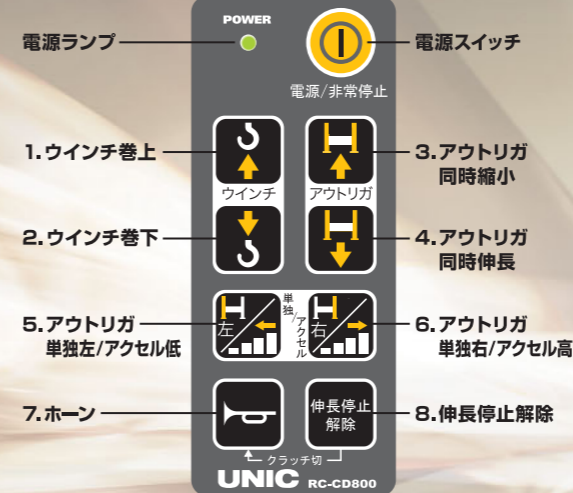 POWER
電源ランプ
電源スイッチ
電源/非常停止
1.ウインチ巻上
3.アウトリガ
同時縮小
ウインチ
アウトリガ
2.ウインチ巻下
4.アウトリガ
同時伸長
5.アウトリガ
単独左/アクセル低
左
単独/アクセル
右
6.アウトリガ
単独右/アクセル高
7.ホーン
伸長停止
解除
8.伸長停止解除
クラッチ切
UNIC RC-CD800